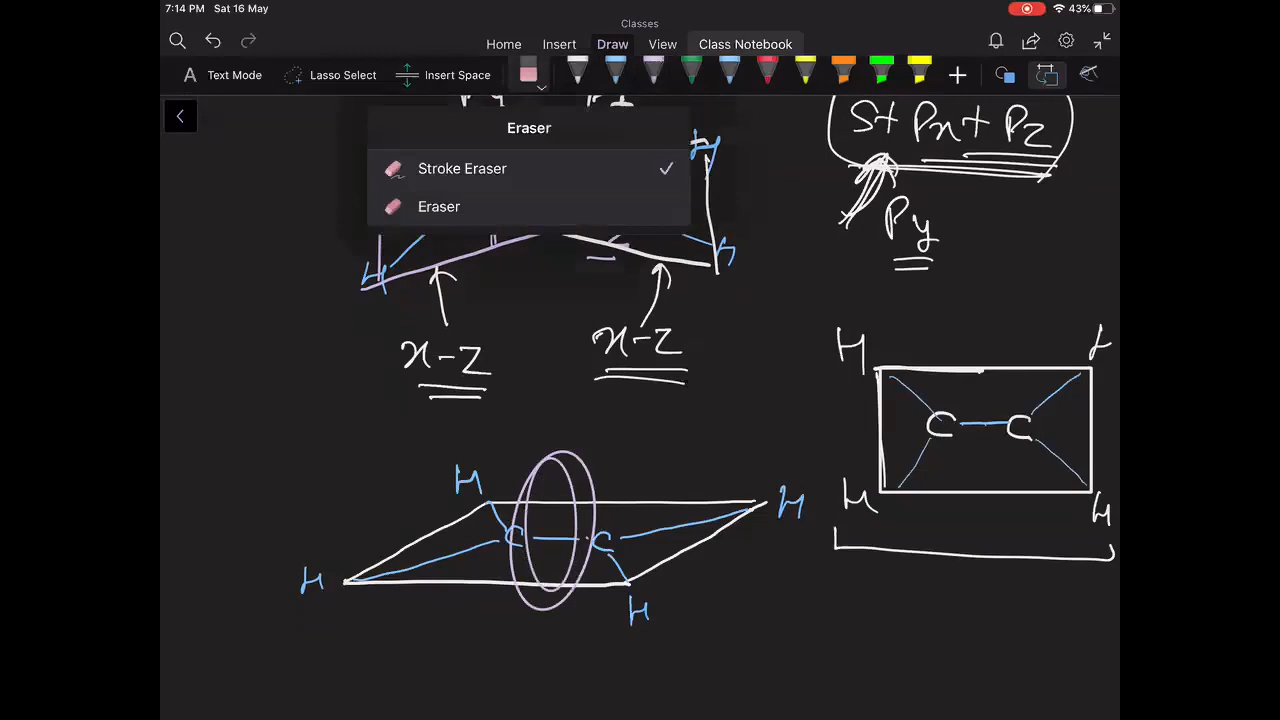 7:14 PM Sat 16 May
43%
Classes
Home Insert Draw View Class Notebook
A Text Mode Lasso Select Insert Space
Eraser
Stroke Eraser
Eraser
S+ Px + Pz
Py
H
H
x-z
x-z
H
H
C C
H
H
H
H
C C
H
H